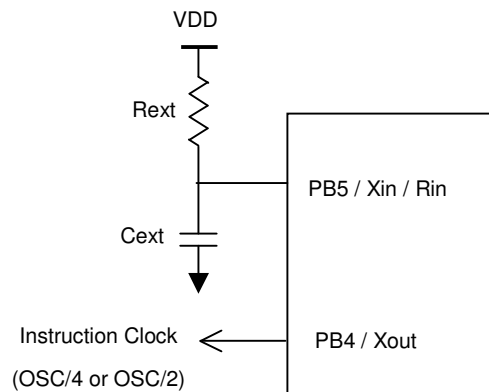 VDD
Rext
PB5 / Xin / Rin
Cext
Instruction Clock
PB4 / Xout
(OSC/4 or OSC/2)